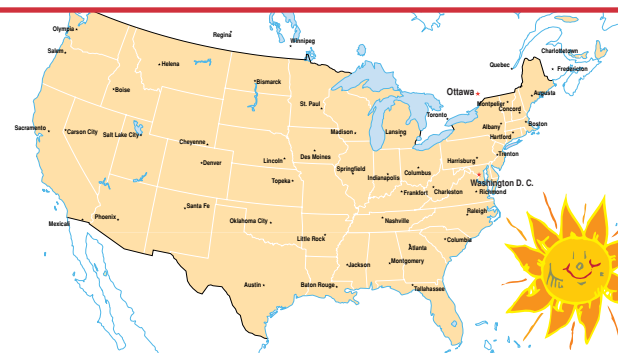 Olympia
Regina
Winnipeg
Salem
Helena
Charlottetown
Quebec
Fredericton
Boise
Bismarck
Ottawa
Augusta
St. Paul
Montpelier
Concord
Toronto
Sacramento
Carson City
Salt Lake City
Madison
Lansing
Albany
Boston
Hertford
Cheyenne
Denver
Lincoln
Des Moines
Harrisburg
Trenton
Springfield
Indianapolis
Columbus
Topeka
Washington D. C.
Frankfort
Charleston
Richmond
Santa Fe
Raleigh
Mexicali
Phoenix
Oklahoma City
Nashville
Little Rock
Atlanta
Columbia
Jackson
Montgomery
Austin
Baton Rouge
Tallahassee